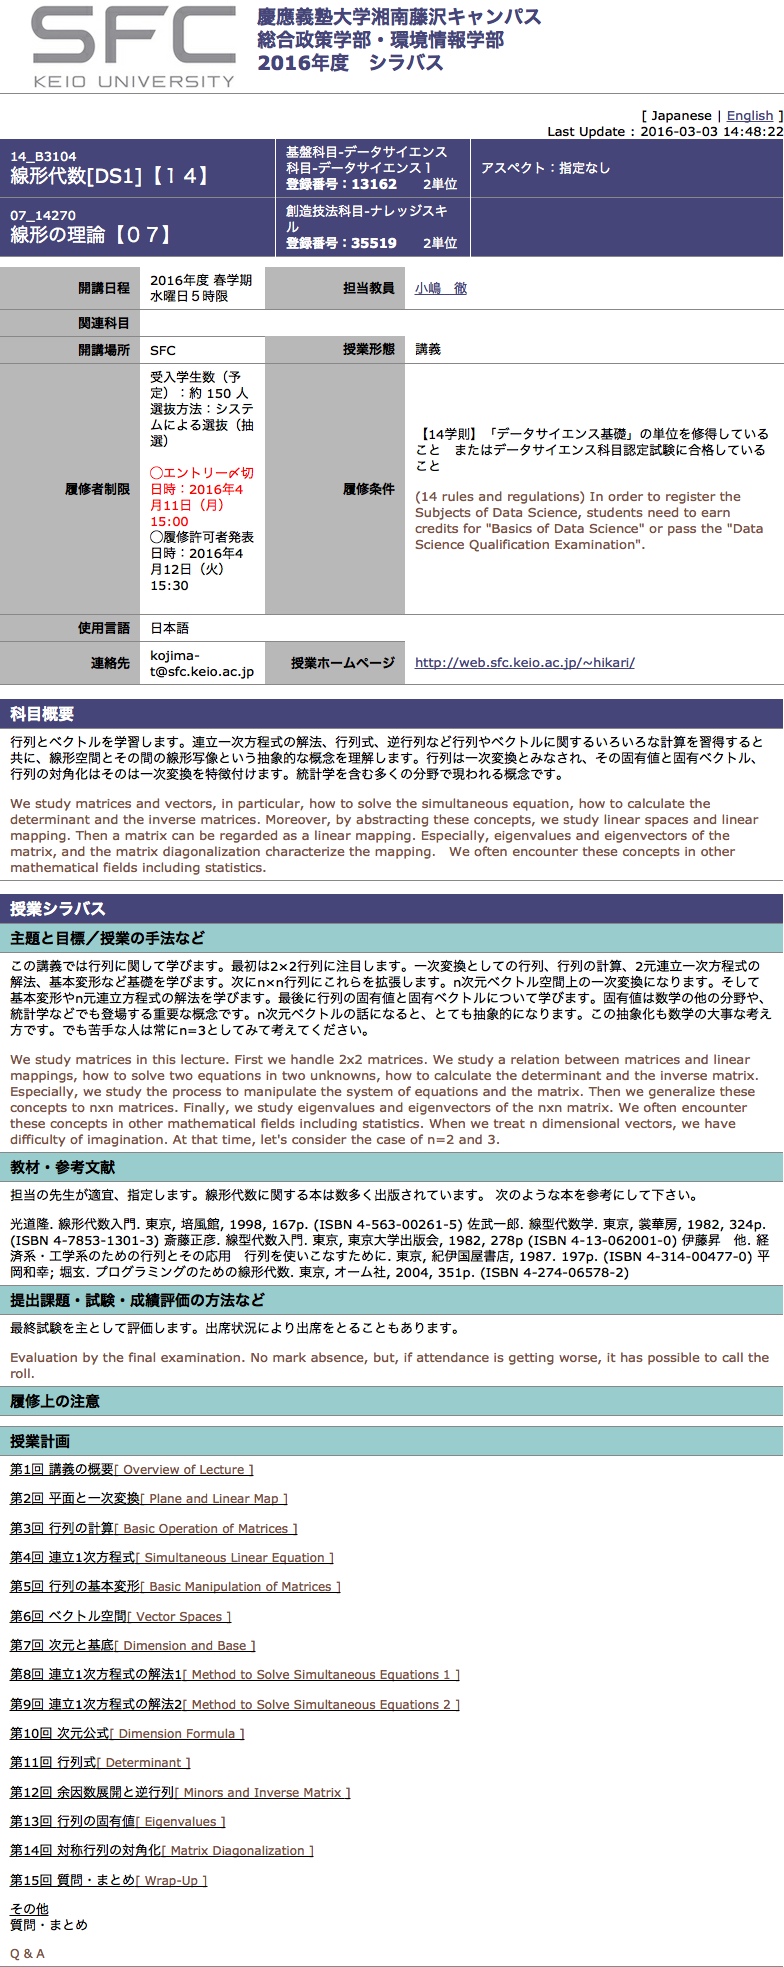 SFC
KEIO UNIVERSITY
慶應義塾大学湘南藤沢キャンパス
総合政策学部・環境情報学部
2016年度　シラバス
[ Japanese | English ]
Last Update : 2016-03-03 14:48:22
14_B3104
線形代数[DS1]【１４】
基盤科目-データサイエンス
科目-データサイエンス１
登録番号：13162　　2単位
アスペクト：指定なし
07_14270
線形の理論【０７】
創造技法科目-ナレッジスキ
ル
登録番号：35519　　2単位
開講日程
2016年度 春学期
水曜日５時限
担当教員
小嶋　徹
関連科目
開講場所
SFC
授業形態
講義
履修者制限
受入学生数（予
定）：約 150 人
選抜方法：システ
ムによる選抜（抽
選）
◯エントリー〆切
日時：2016年4
月11日（月）
15:00
◯履修許可者発表
日時：2016年4
月12日（火）
15:30
履修条件
【14学則】「データサイエンス基礎」の単位を修得している
こと　またはデータサイエンス科目認定試験に合格している
こと
(14 rules and regulations) In order to register the
Subjects of Data Science, students need to earn
credits for "Basics of Data Science" or pass the "Data
Science Qualification Examination".
使用言語
日本語
連絡先
kojima-
t@sfc.keio.ac.jp
授業ホームページ
http://web.sfc.keio.ac.jp/~hikari/
科目概要
行列とベクトルを学習します。連立一次方程式の解法、行列式、逆行列など行列やベクトルに関するいろいろな計算を習得すると
共に、線形空間とその間の線形写像という抽象的な概念を理解します。行列は一次変換とみなされ、その固有値と固有ベクトル、
行列の対角化はそのは一次変換を特徴付けます。統計学を含む多くの分野で現われる概念です。
We study matrices and vectors, in particular, how to solve the simultaneous equation, how to calculate the
determinant and the inverse matrices. Moreover, by abstracting these concepts, we study linear spaces and linear
mapping. Then a matrix can be regarded as a linear mapping. Especially, eigenvalues and eigenvectors of the
matrix, and the matrix diagonalization characterize the mapping.　We often encounter these concepts in other
mathematical fields including statistics.
授業シラバス
主題と目標／授業の手法など
この講義では行列に関して学びます。最初は2×2行列に注目します。一次変換としての行列、行列の計算、2元連立一次方程式の
解法、基本変形など基礎を学びます。次にn×n行列にこれらを拡張します。n次元ベクトル空間上の一次変換になります。そして
基本変形やn元連立方程式の解法を学びます。最後に行列の固有値と固有ベクトルについて学びます。固有値は数学の他の分野や、
統計学などでも登場する重要な概念です。n次元ベクトルの話になると、とても抽象的になります。この抽象化も数学の大事な考え
方です。でも苦手な人は常にn=3としてみて考えてください。
We study matrices in this lecture. First we handle 2x2 matrices. We study a relation between matrices and linear
mappings, how to solve two equations in two unknowns, how to calculate the determinant and the inverse matrix.
Especially, we study the process to manipulate the system of equations and the matrix. Then we generalize these
concepts to nxn matrices. Finally, we study eigenvalues and eigenvectors of the nxn matrix. We often encounter
these concepts in other mathematical fields including statistics. When we treat n dimensional vectors, we have
difficulty of imagination. At that time, let's consider the case of n=2 and 3.
教材・参考文献
担当の先生が適宜、指定します。線形代数に関する本は数多く出版されています。 次のような本を参考にして下さい。
光道隆. 線形代数入門. 東京, 培風館, 1998, 167p. (ISBN 4-563-00261-5) 佐武一郎. 線型代数学. 東京, 裳華房, 1982, 324p.
(ISBN 4-7853-1301-3) 斎藤正彦. 線型代数入門. 東京, 東京大学出版会, 1982, 278p (ISBN 4-13-062001-0) 伊藤昇　他. 経
済系・工学系のための行列とその応用　行列を使いこなすために. 東京, 紀伊国屋書店, 1987. 197p. (ISBN 4-314-00477-0) 平
岡和幸; 堀玄. プログラミングのための線形代数. 東京, オーム社, 2004, 351p. (ISBN 4-274-06578-2)
提出課題・試験・成績評価の方法など
最終試験を主として評価します。出席状況により出席をとることもあります。
Evaluation by the final examination. No mark absence, but, if attendance is getting worse, it has possible to call the
roll.
履修上の注意
授業計画
第1回 講義の概要[ Overview of Lecture ]
第2回 平面と一次変換[ Plane and Linear Map ]
第3回 行列の計算[ Basic Operation of Matrices ]
第4回 連立1次方程式[ Simultaneous Linear Equation ]
第5回 行列の基本変形[ Basic Manipulation of Matrices ]
第6回 ベクトル空間[ Vector Spaces ]
第7回 次元と基底[ Dimension and Base ]
第8回 連立1次方程式の解法1[ Method to Solve Simultaneous Equations 1 ]
第9回 連立1次方程式の解法2[ Method to Solve Simultaneous Equations 2 ]
第10回 次元公式[ Dimension Formula ]
第11回 行列式[ Determinant ]
第12回 余因数展開と逆行列[ Minors and Inverse Matrix ]
第13回 行列の固有値[ Eigenvalues ]
第14回 対称行列の対角化[ Matrix Diagonalization ]
第15回 質問・まとめ[ Wrap-Up ]
その他
質問・まとめ
Q & A